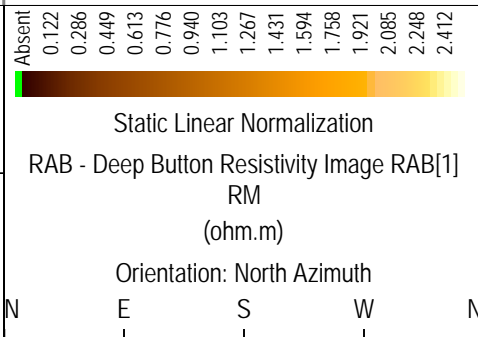 Absent 0.122 0.286 0.449 0.613 0.776 0.940 1.103 1.267 1.431 1.594 1.758 1.921 2.085 2.248 2.412
Static Linear Normalization
RAB - Deep Button Resistivity Image RAB[1]
RM
(ohm.m)
Orientation: North Azimuth
N E S W N